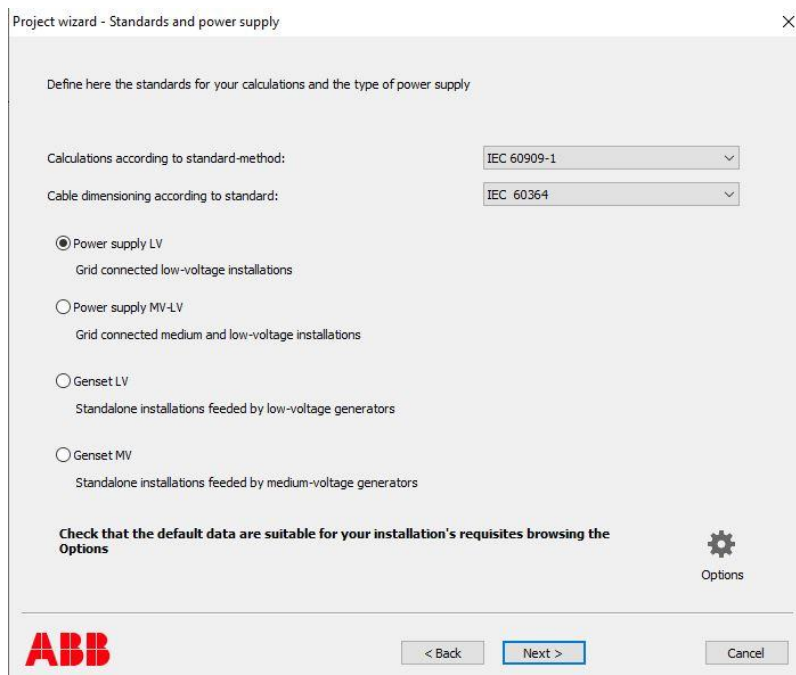 Project wizard - Standards and power supply
Define here the standards for your calculations and the type of power supply
Calculations according to standard-method:
IEC 60909-1
Cable dimensioning according to standard:
IEC 60364
Power supply LV
Grid connected low-voltage installations
Power supply MV-LV
Grid connected medium and low-voltage installations
Genset LV
Standalone installations feeded by low-voltage generators
Genset MV
Standalone installations feeded by medium-voltage generators
Check that the default data are suitable for your installation's requisites browsing the
Options
Options
ABB
< Back
Next >
Cancel